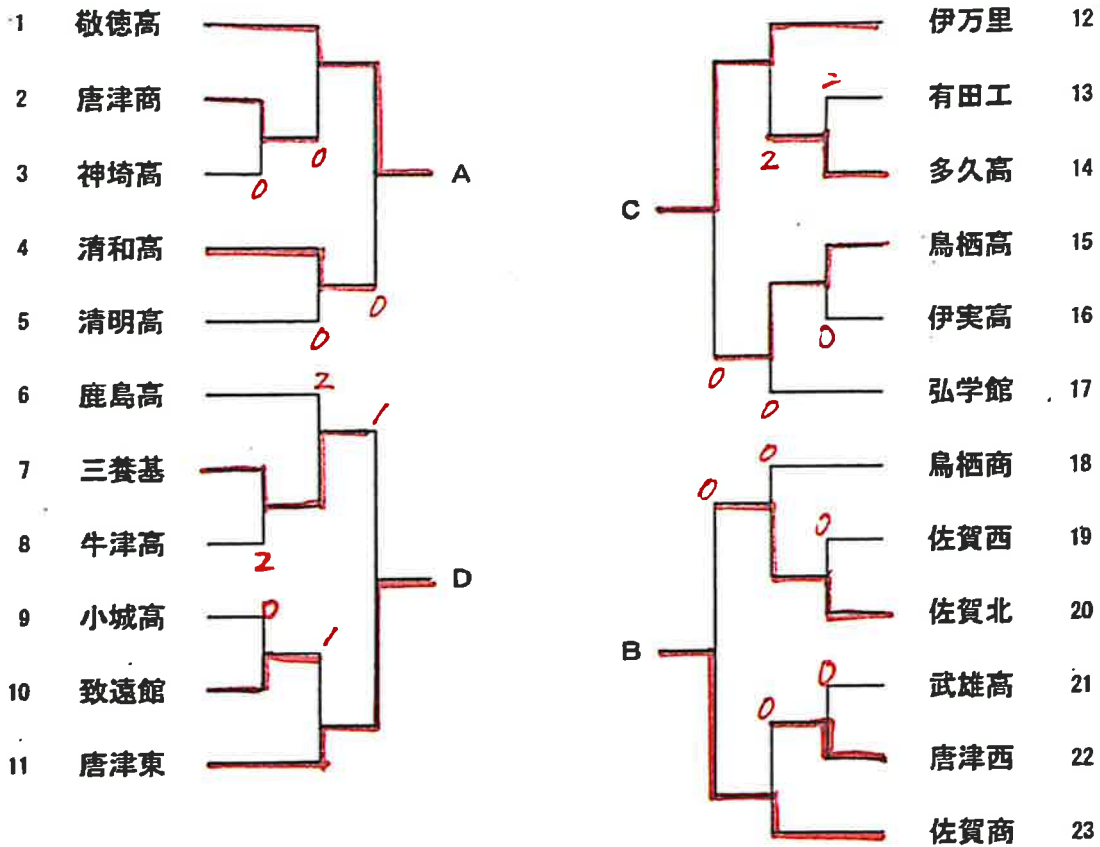 1 敬徳高
2 唐津商
3 神埼高
0
0
A
4 清和高
5 清明高
0
0
6 鹿島高
2
1
7 三養基
8 牛津高
2
D
9 小城高
0
1
10 致遠館
11 唐津東
伊万里 12
有田工 13
2
多久高 14
C
鳥栖高 15
伊実高 16
0
0
弘学館 17
0
鳥栖商 18
0
0
佐賀西 19
0
佐賀北 20
B
武雄高 21
0
0
唐津西 22
佐賀商 23